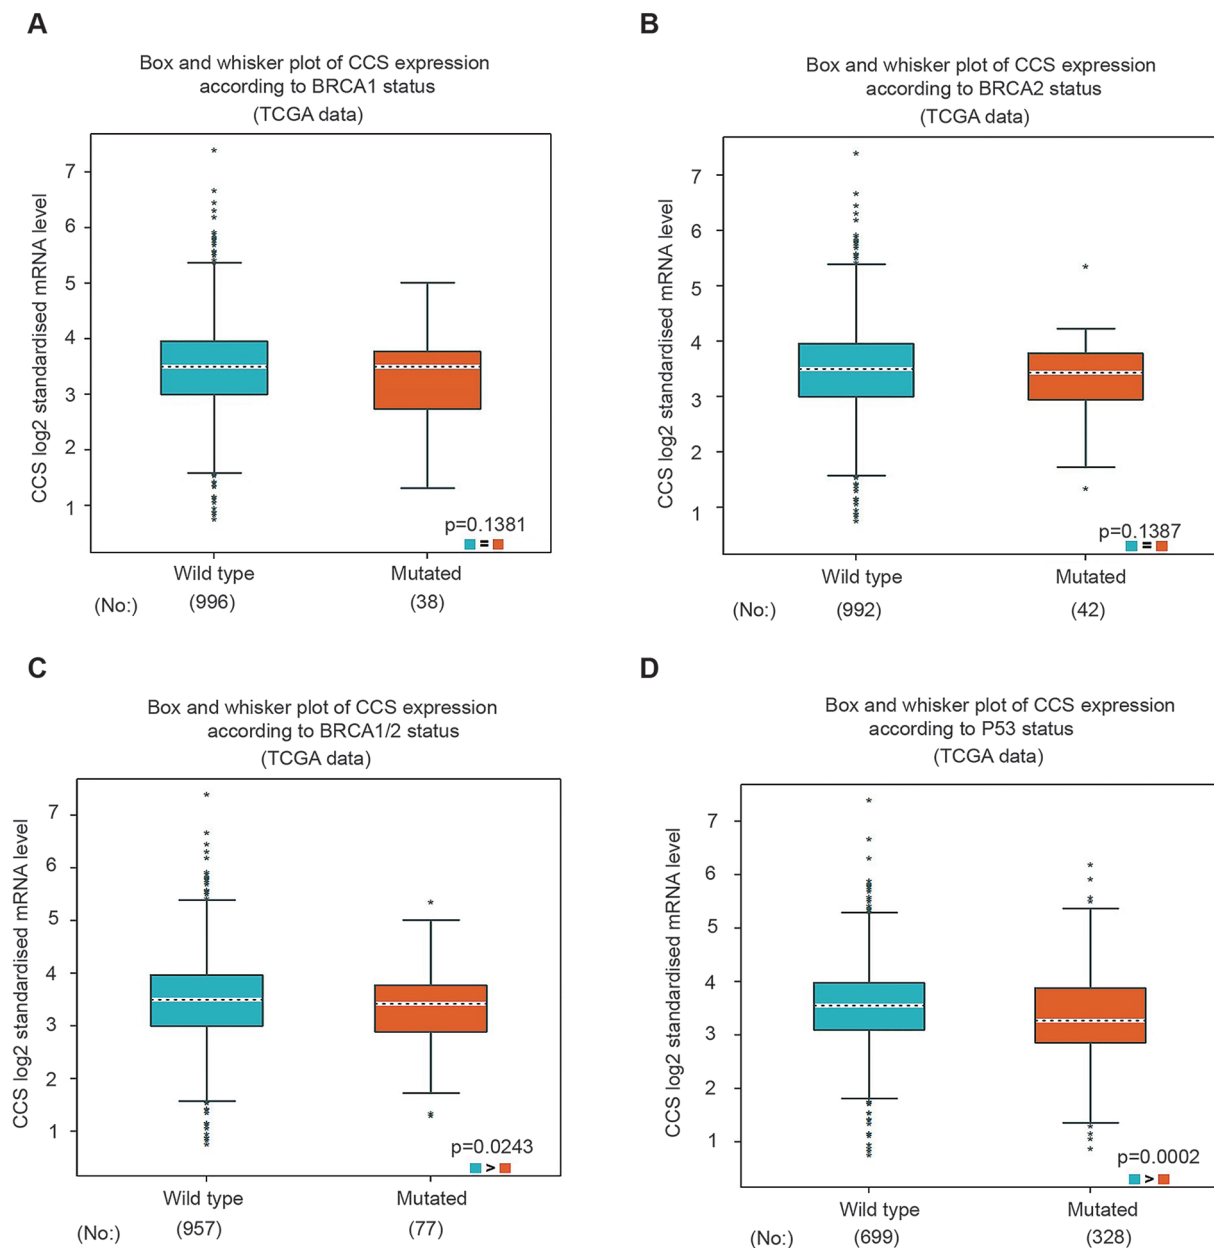 A
Box and whisker plot of CCS expression
according to BRCA1 status
(TCGA data)
CCS log2 standardised mRNA level
7
6
5
4
3
2
1
p=0.1381
=
Wild type
Mutated
(No:)
(996)
(38)
B
Box and whisker plot of CCS expression
according to BRCA2 status
(TCGA data)
CCS log2 standardised mRNA level
7
6
5
4
3
2
1
p=0.1387
=
Wild type
Mutated
(No:)
(992)
(42)
C
Box and whisker plot of CCS expression
according to BRCA1/2 status
(TCGA data)
CCS log2 standardised mRNA level
7
6
5
4
3
2
1
p=0.0243
>
Wild type
Mutated
(No:)
(957)
(77)
D
Box and whisker plot of CCS expression
according to P53 status
(TCGA data)
CCS log2 standardised mRNA level
7
6
5
4
3
2
1
p=0.0002
>
Wild type
Mutated
(No:)
(699)
(328)